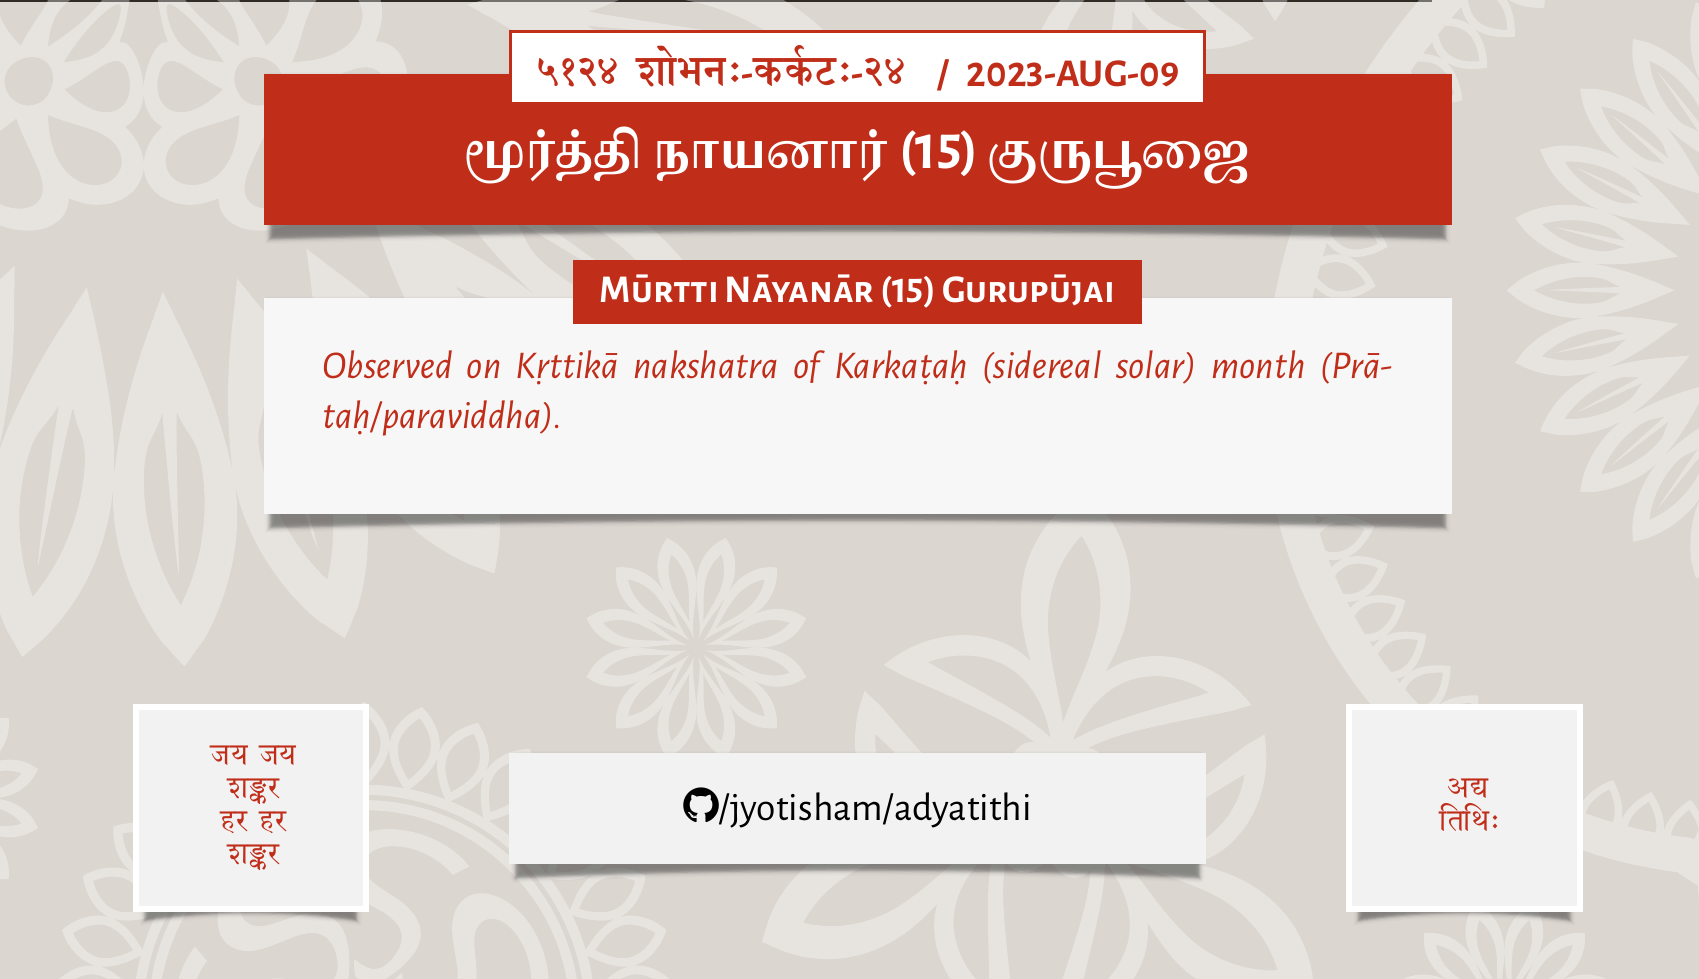 ५१२४ शोभनः-कर्कटः-२४ / 2023-AUG-09
மூர்த்தி நாயனார் (15) குருபூஜை
Mūrtti Nāyanār (15) Gurupūjai
Observed on Kṛttikā nakshatra of Karkaṭaḥ (sidereal solar) month (Prā-
taḥ/paraviddha).
जय जय
शङ्कर
हर हर
शङ्कर
/jyotisham/adyatithi
अद्य
तिथिः